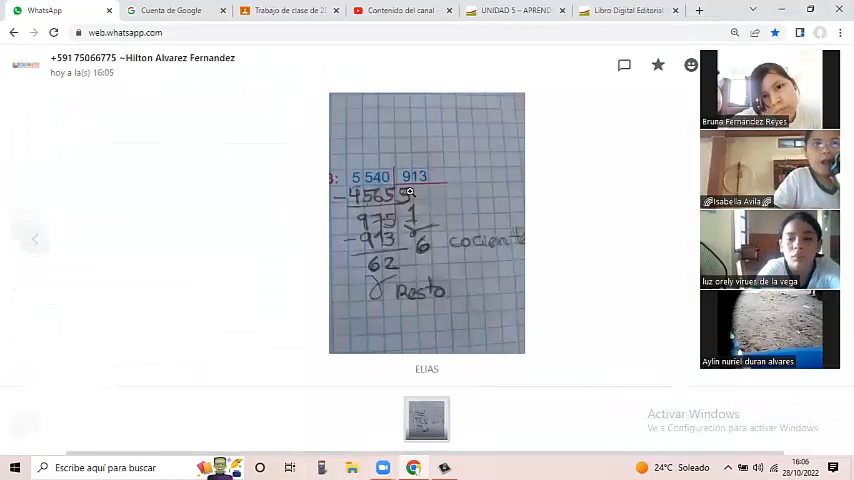 WhatsApp
Cuenta de Google
Trabajo de clase de 2
Contenido del canal -
UNIDAD 5 – APREN
Libro Digital Editorial
web.whatsapp.com
+591 75066775 ~Hilton Alvarez Fernandez
hoy a la(s) 16:05
3: 5 540 913
- 4565 5
975 1
- 913 6 cociente
62
Resto
ELIAS
Bruna Fernandez Reyes
Isabella Avila
luz orely virues de la vega
Aylin nuriel duran alvares
Activar Windows
Ve a Configuración para activar Windows.
Escribe aquí para buscar
24°C Soleado
16:06
28/10/2022